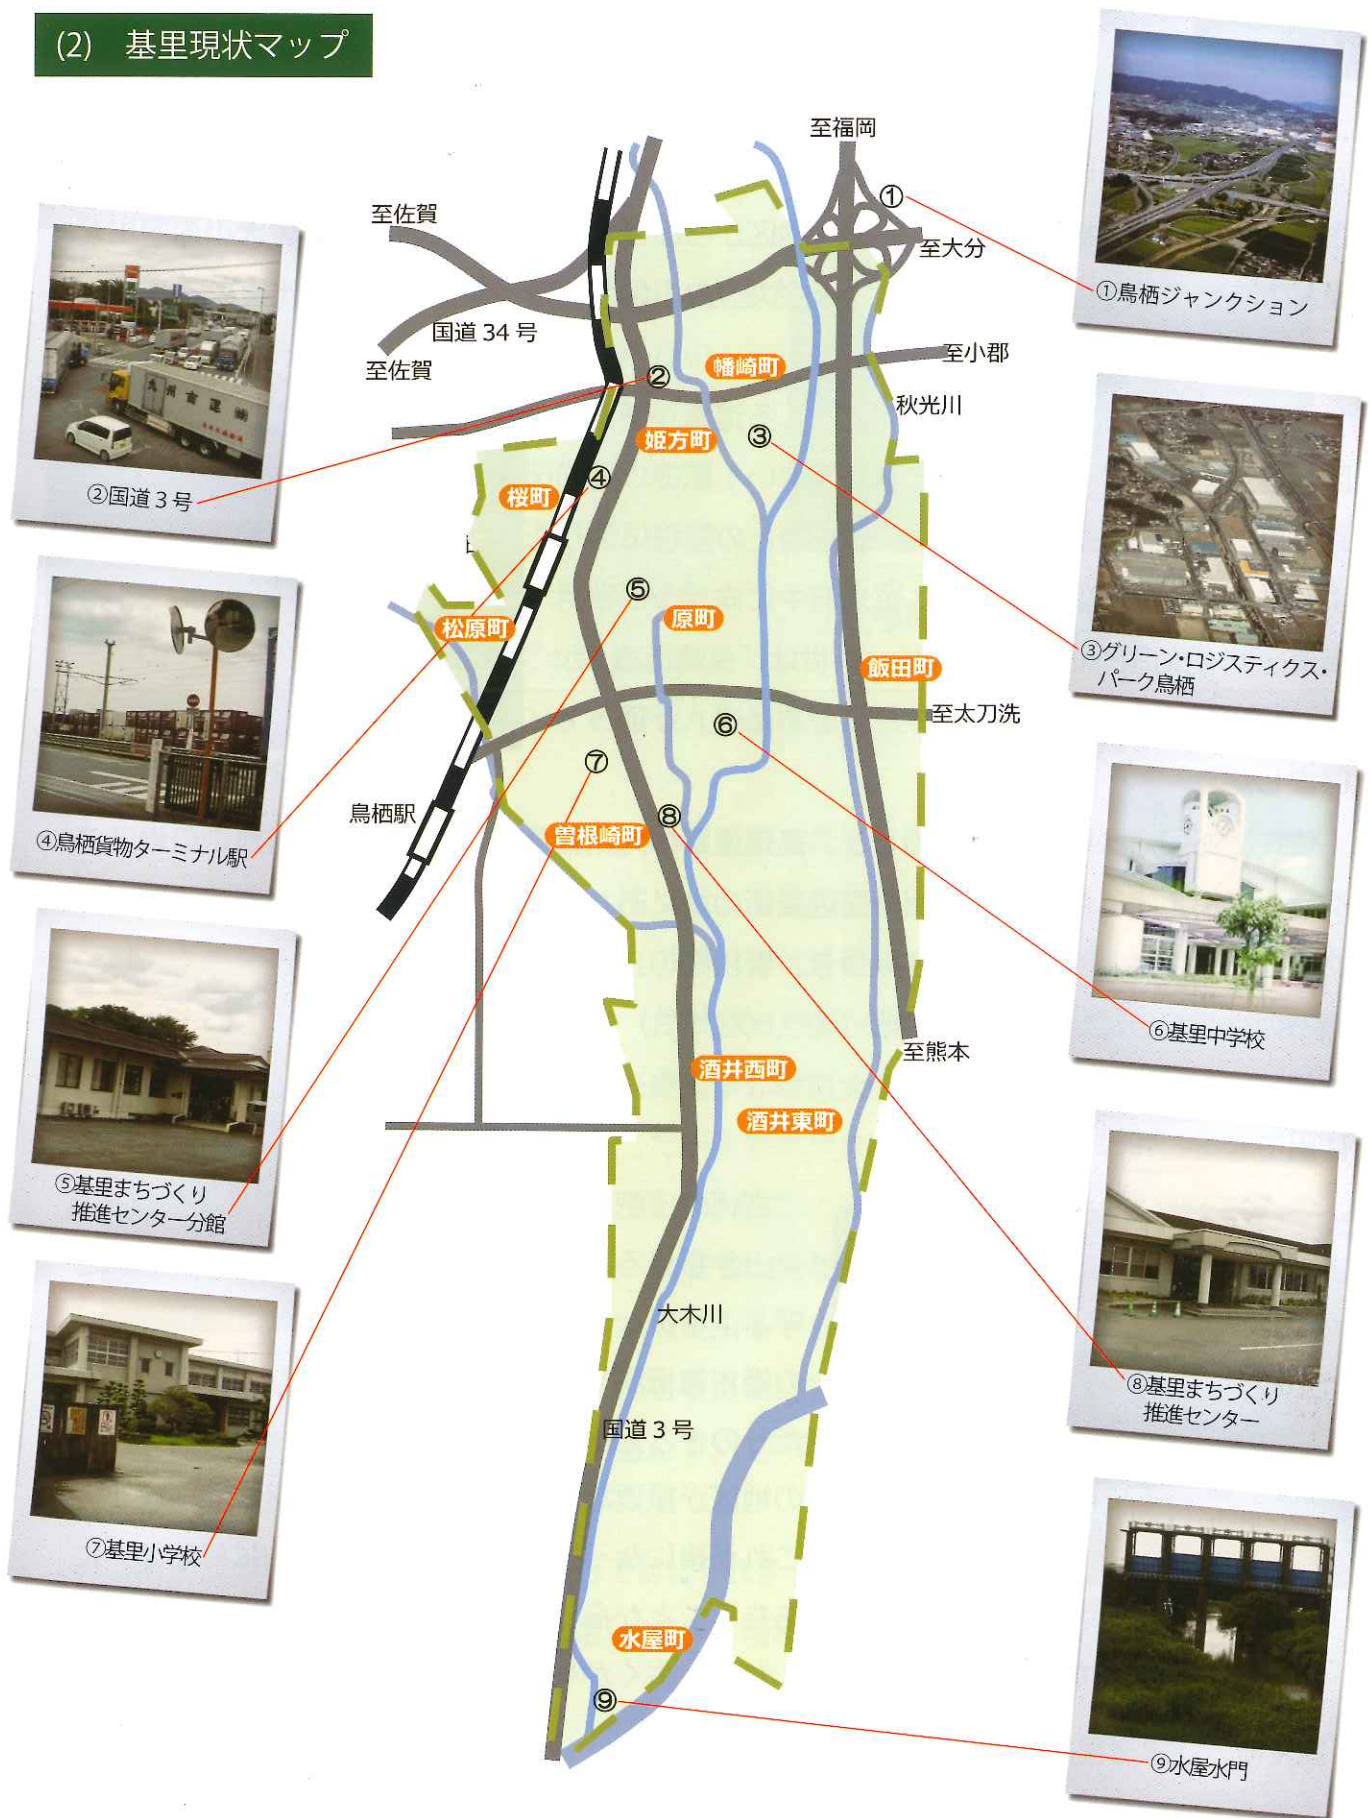 (2) 基里現状マップ
至福岡
①
至佐賀
至大分
①鳥栖ジャンクション
国道 34 号
至佐賀
至小郡
幡崎町
②
秋光川
③
姫方町
④
桜町
②国道 3 号
⑤
原町
松原町
③グリーン・ロジスティクス・
パーク鳥栖
飯田町
至太刀洗
⑥
⑦
鳥栖駅
⑧
曽根崎町
④鳥栖貨物ターミナル駅
⑥基里中学校
至熊本
酒井西町
酒井東町
⑤基里まちづくり
推進センター分館
大木川
⑧基里まちづくり
推進センター
国道 3 号
⑦基里小学校
水屋町
⑨
⑨水屋水門